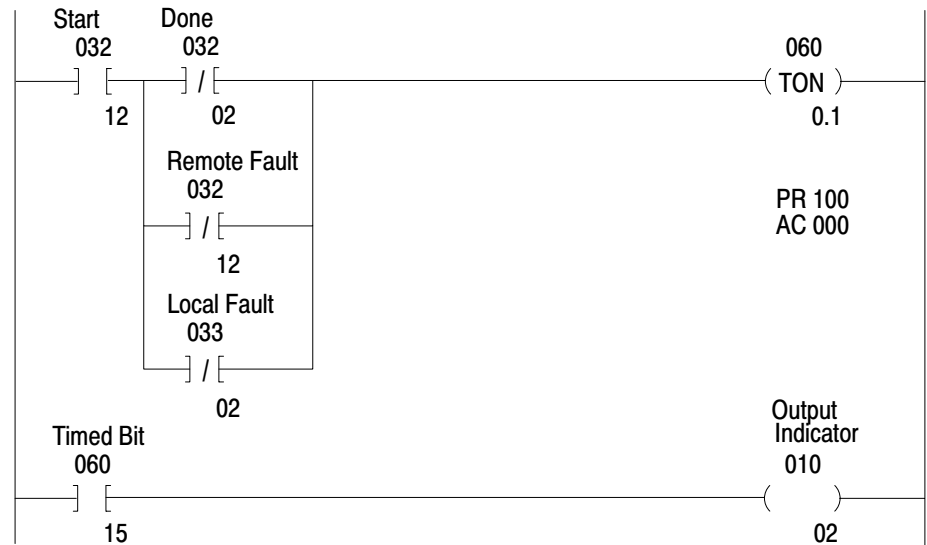 Start
032
12
Done
032
02
060
TON
0.1
PR 100
AC 000
Remote Fault
032
12
Local Fault
033
02
Timed Bit
060
15
Output
Indicator
010
02